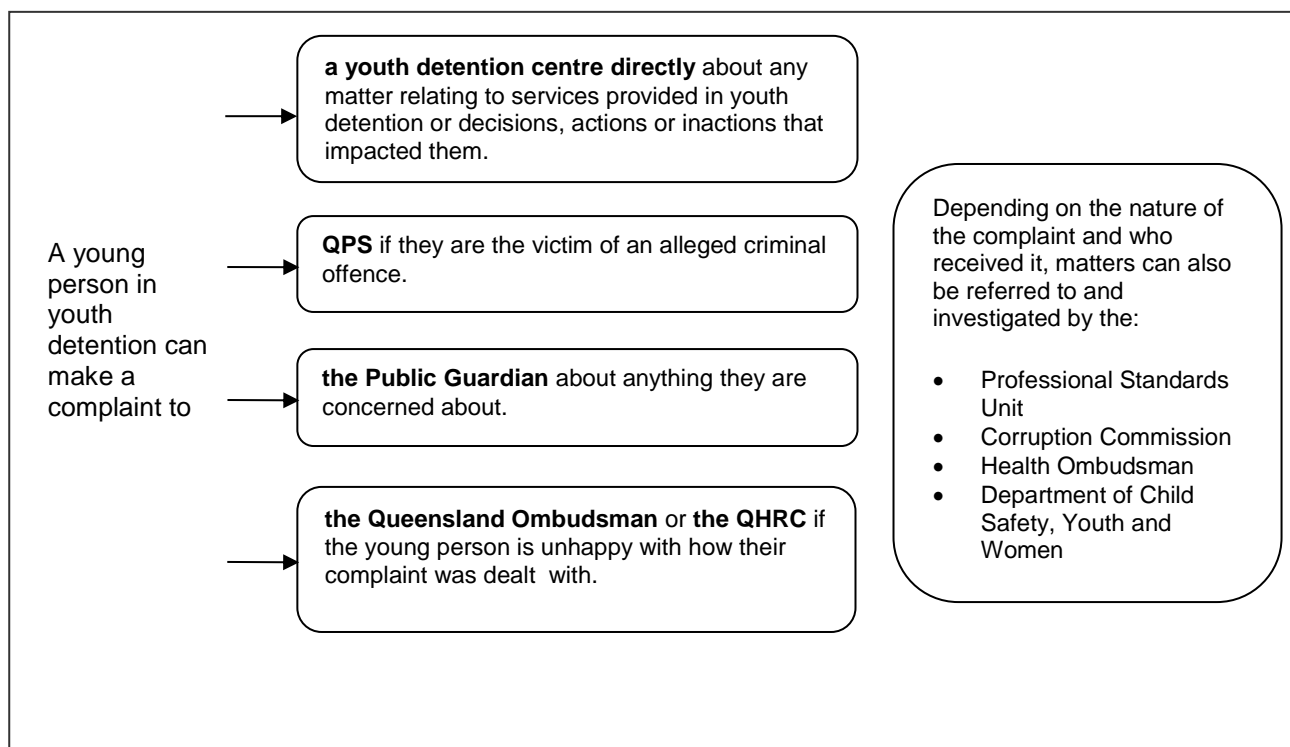 A young
person in
youth
detention can
make a
complaint to
a youth detention centre directly about any
matter relating to services provided in youth
detention or decisions, actions or inactions that
impacted them.
QPS if they are the victim of an alleged criminal
offence.
the Public Guardian about anything they are
concerned about.
the Queensland Ombudsman or the QHRC if
the young person is unhappy with how their
complaint was dealt with.
Depending on the nature of
the complaint and who
received it, matters can also
be referred to and
investigated by the:
• Professional Standards
Unit
• Corruption Commission
• Health Ombudsman
• Department of Child
Safety, Youth and
Women